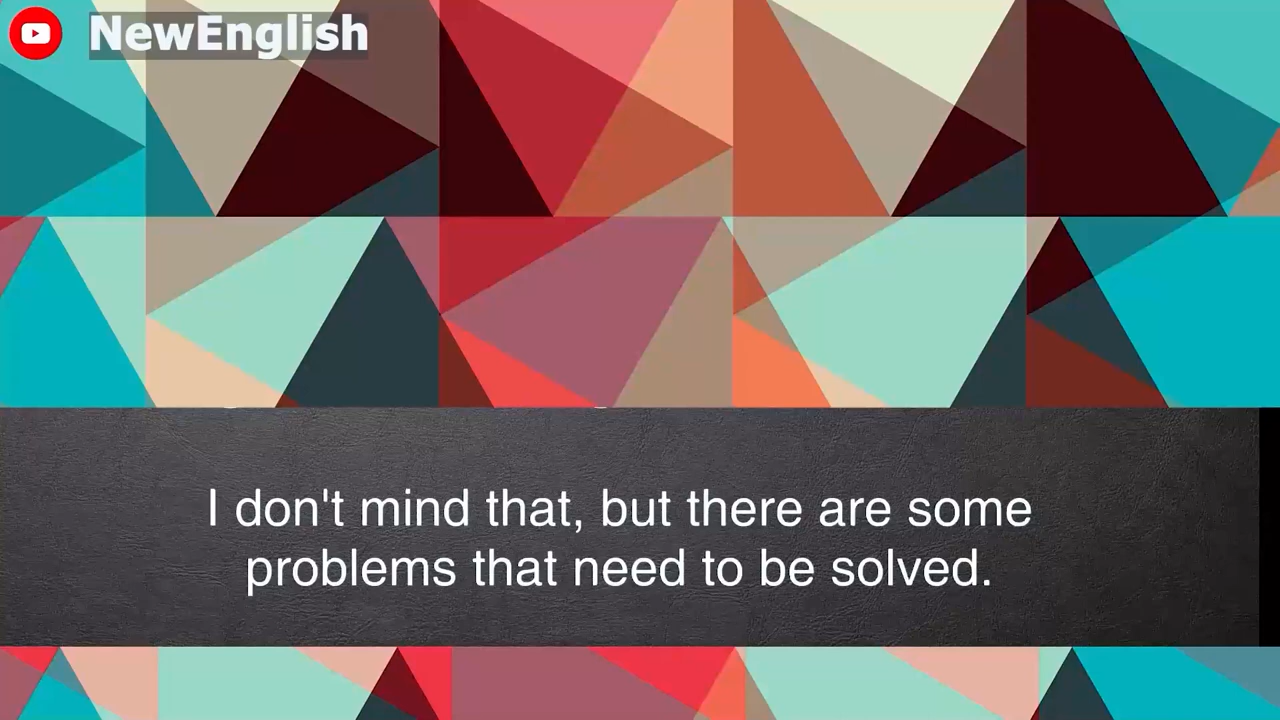 NewEnglish
I don't mind that, but there are some
problems that need to be solved.